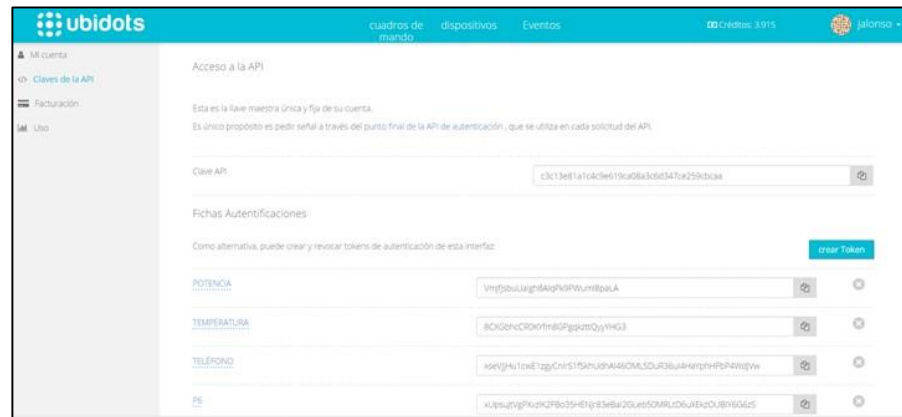 ubidots
cuadros de mando
dispositivos
Eventos
Créditos: 3.915
jalonso
Mi cuenta
Claves de la API
Facturación
Uso
Acceso a la API
Esta es la llave maestra única y fija de su cuenta.
Es único propósito es pedir señal a través del punto final de la API de autenticación , que se utiliza en cada solicitud del API.
Clave API
Fichas Autentificaciones
Como alternativa, puede crear y revocar tokens de autenticación de esta interfaz:
crear Token
POTENCIA
TEMPERATURA
TELÉFONO
P6